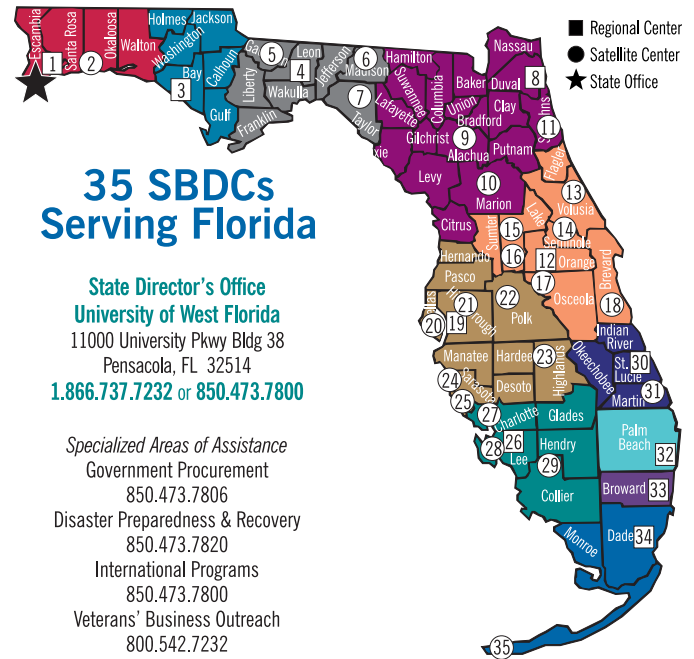 Regional Center
Satellite Center
State Office
35 SBDCs
Serving Florida
State Director's Office
University of West Florida
11000 University Pkwy Bldg 38
Pensacola, FL 32514
1.866.737.7232 or 850.473.7800
Specialized Areas of Assistance
Government Procurement
850.473.7806
Disaster Preparedness & Recovery
850.473.7820
International Programs
850.473.7800
Veterans' Business Outreach
800.542.7232
Escambia
1
Santa Rosa
2
Okaloosa
Walton
Holmes
Jackson
Washington
Bay
3
Calhoun
Gulf
5
Liberty
Franklin
Leon
4
Wakulla
Jefferson
6
Madison
7
Taylor
Hamilton
Suwannee
Lafayette
Columbia
Baker
Union
Bradford
Nassau
Duval
8
Clay
11
Gilchrist
9
Alachua
Putnam
xie
Levy
10
Marion
Citrus
Flagler
13
Volusia
14
Seminole
Lake
15
Sumter
16
12
Orange
17
Osceola
Brevard
18
Hernando
Pasco
21
20
19
22
Polk
Manatee
Hardee
23
Highlands
24
Sarasota
25
Desoto
Indian
River
Okeechobee
30
St.
Lucie
31
Martin
27
Charlotte
Glades
28
26
Lee
Hendry
29
Collier
Palm
Beach
32
Broward
33
Dade
34
Monroe
35